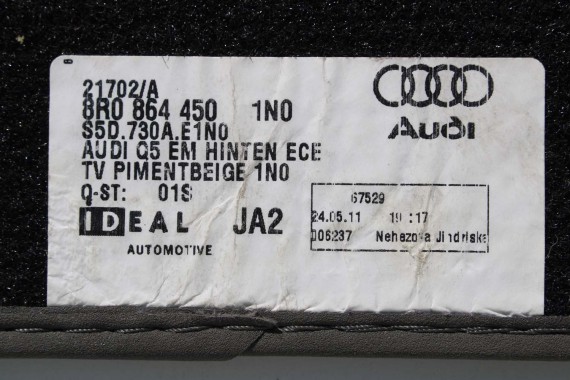 21702/A
8R0 864 450 1N0
S5D.730A.E1N0
AUDI Q5 EM HINTEN ECE
TV PIMENTBEIGE 1N0
Q-ST: 01S
IDEAL JA2
AUTOMOTIVE
Audi
67529
24.05.11 19:17
006237 Nehezova Jindriska